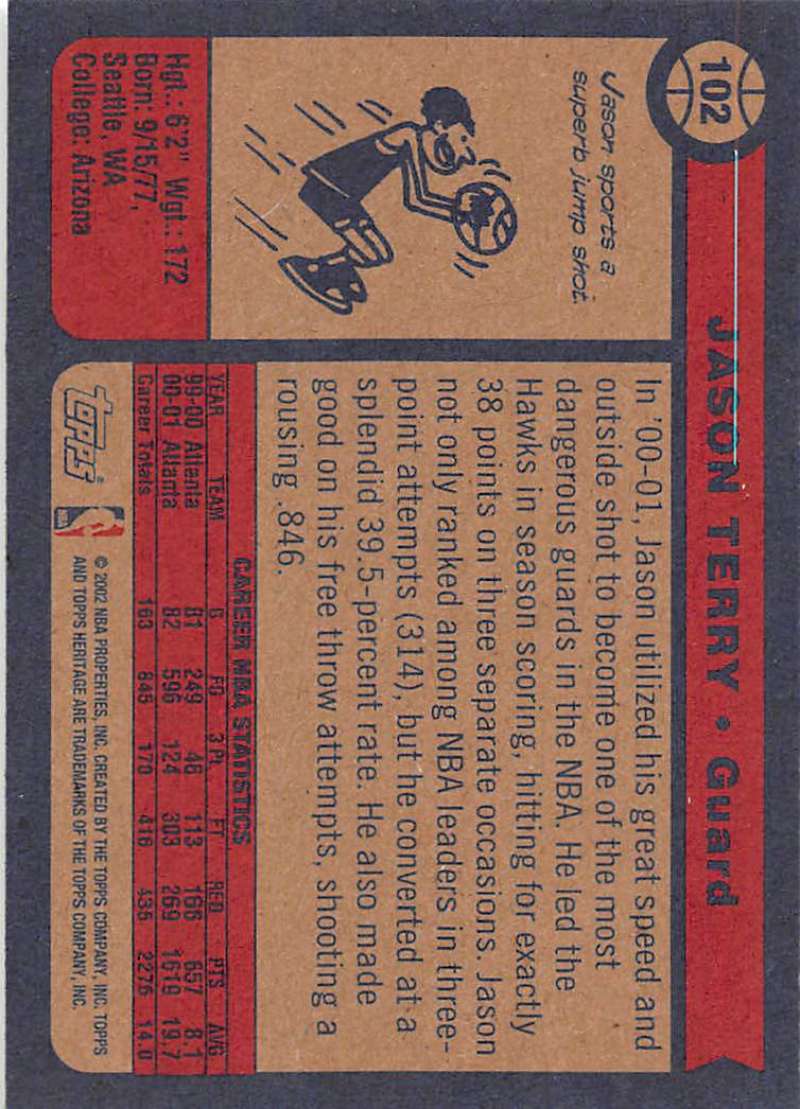 102
JASON TERRY • Guard
Jason sports a
superb jump shot.
Hgt.: 6'2" Wgt.: 172
Born: 9/15/77,
Seattle, WA
College: Arizona
In '00-01, Jason utilized his great speed and
outside shot to become one of the most
dangerous guards in the NBA. He led the
Hawks in season scoring, hitting for exactly
38 points on three separate occasions. Jason
not only ranked among NBA leaders in three-
point attempts (314), but he converted at a
splendid 39.5-percent rate. He also made
good on his free throw attempts, shooting a
rousing .846.
CAREER NBA STATISTICS
YEAR TEAM G FG 3 Pt. FT REB PTS AVG
99-00 Atlanta 81 249 46 113 166 657 8.1
00-01 Atlanta 82 596 124 303 269 1619 19.7
Career Totals 163 845 170 416 435 2276 14.0
topps®
© 2002 NBA PROPERTIES, INC. CREATED BY THE TOPPS COMPANY, INC. TOPPS
AND TOPPS HERITAGE ARE TRADEMARKS OF THE TOPPS COMPANY, INC.